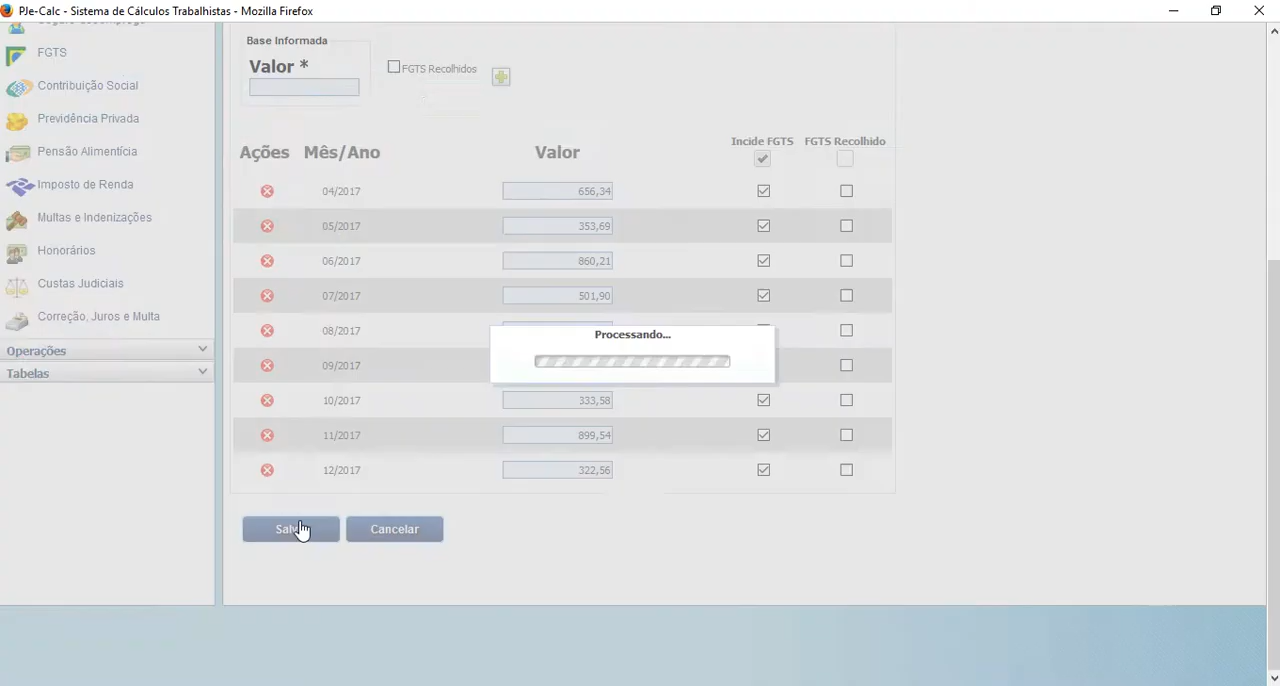 PJe-Calc - Sistema de Cálculos Trabalhistas - Mozilla Firefox
FGTS
Contribuição Social
Previdência Privada
Pensão Alimentícia
Imposto de Renda
Multas e Indenizações
Honorários
Custas Judiciais
Correção, Juros e Multa
Operações
Tabelas
Base Informada
Valor *
FGTS Recolhidos
Ações Mês/Ano Valor Incide FGTS FGTS Recolhido
04/2017 656,34
05/2017 353,69
06/2017 860,21
07/2017 501,90
08/2017
09/2017
10/2017 333,58
11/2017 899,54
12/2017 322,56
Processando...
Cancelar